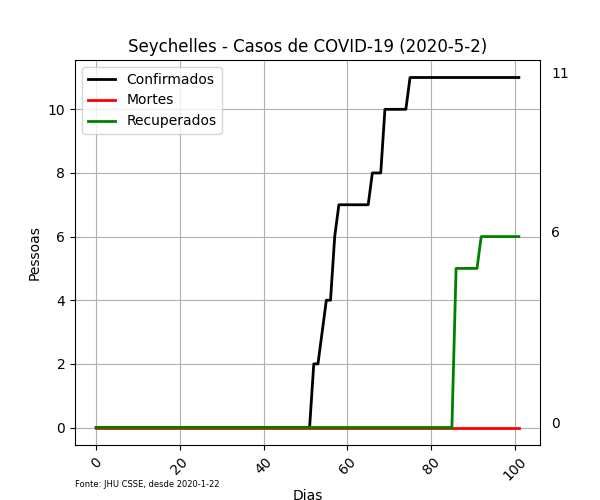 Seychelles - Casos de COVID-19 (2020-5-2)
Confirmados
Mortes
Recuperados
Pessoas
10
8
6
4
2
0
11
6
0
0
20
40
60
80
100
Dias
Fonte: JHU CSSE, desde 2020-1-22